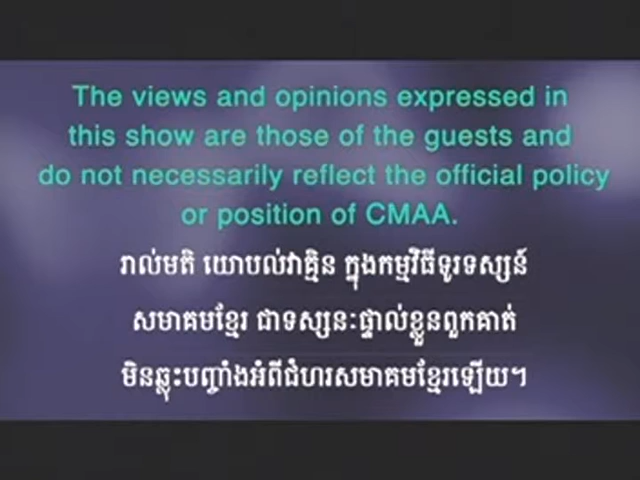 The views and opinions expressed in
this show are those of the guests and
do not necessarily reflect the official policy
or position of CMAA.
រាល់មតិ យោបល់វាគ្មិន ក្នុងកម្មវិធីទូរទស្សន៍
សមាគមខ្មែរ ជាទស្សនៈផ្ទាល់ខ្លួនពួកគាត់
មិនឆ្លុះបញ្ចាំងអំពីជំហរសមាគមខ្មែរឡើយ។